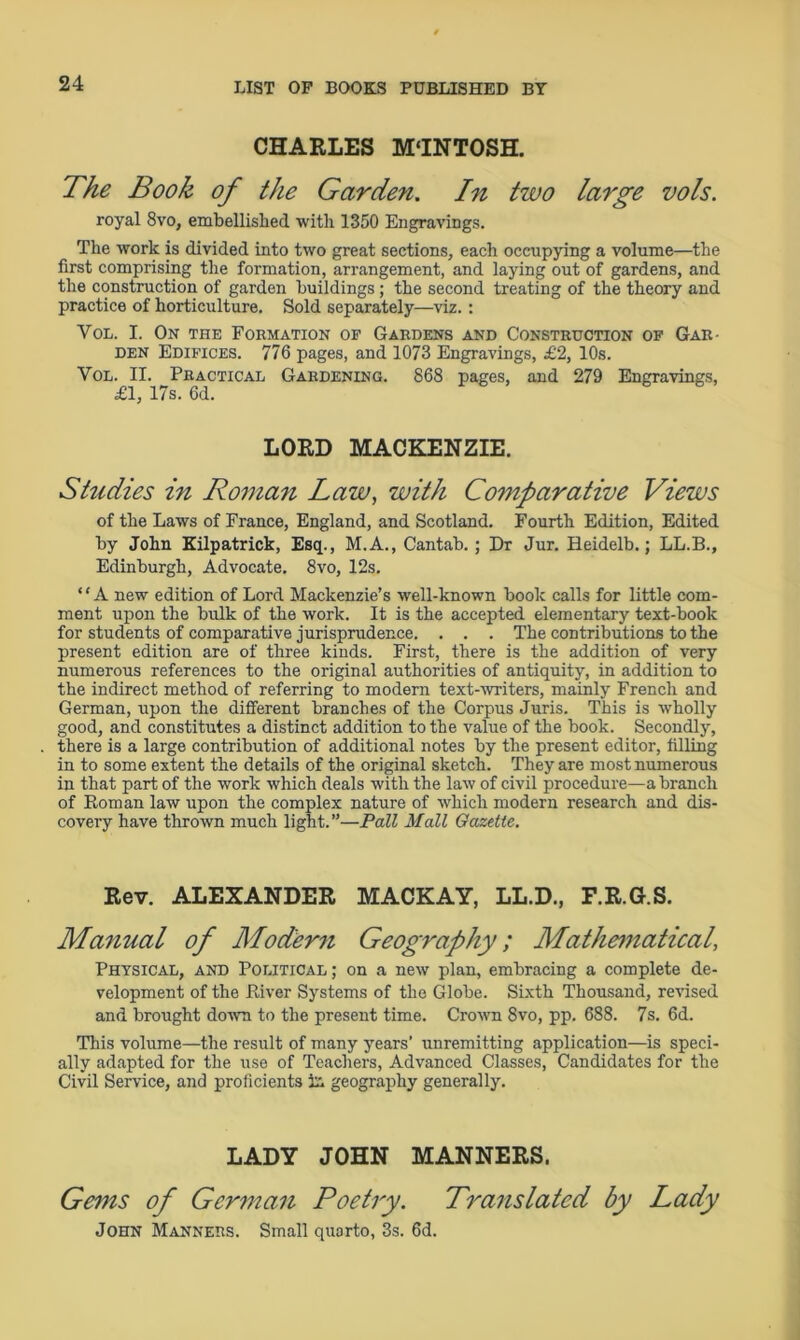 24
LIST OF BOOKS PUBLISHED BY
CHARLES M‘INTOSH.
The Book of the Garden. In two large vols.
royal 8vo, embellished with 1350 Engravings.
The work is divided into two great sections, each occupying a volume—the
first comprising the formation, arrangement, and laying out of gardens, and
the construction of garden buildings; the second treating of the theory and
practice of horticulture. Sold separately—viz. :
VOL. I. ON THE FORMATION OF GARDENS AND CONSTRUCTION OF GAR-
DEN EDIFICES. 776 pages, and 1073 Engravings, £2, 10s.
VOL. II. PRACTICAL GARDENING. 868 pages, and 279 Engravings,
£1, 17s. 6d.
LORD MACKENZIE.
Studies in Roman Law, with Comparative Views
of the Laws of France, England, and Scotland. Fourth Edition, Edited
by John Kilpatrick, Esq., M.A., Cantab. ; Dr Jur. Heidelb. ; LL.B.,
Edinburgh, Advocate. 8vo, 12s.
“A new edition of Lord Mackenzie’s well-known book calls for little com-
ment upon the bulk of the work. It is the accepted elementary text-book
for students of comparative jurisprudence. . . . The contributions to the
present edition are of three kinds. First, there is the addition of very
numerous references to the original authorities of antiquity, in addition to
the indirect method of referring to modern text-writers, mainly French and
German, upon the different branches of the Corpus Juris. This is wholly
good, and constitutes a distinct addition to the value of the book. Secondly,
there is a large contribution of additional notes by the present editor, filling
in to some extent the details of the original sketch. They are most numerous
in that part of the work which deals with the law of civil procedure—a branch
of Roman law upon the complex nature of which modern research and dis-
covery have thrown much light.”—Pall Mall Gazette.
Rev. ALEXANDER MACKAY, LL.D., F.R.G.S.
Manual of Modern Geography; Mathematical,
PHYSICAL, AND POLITICAL; on a new plan, embracing a complete de-
velopment of the River Systems of the Globe. Sixth Thousand, revised
and brought down to the present time. Crown 8vo, pp. 688. 7s. 6d.
This volume—the result of many years’ unremitting application—is speci-
ally adapted for the use of Teachers, Advanced Classes, Candidates for the
Civil Service, and proficients in geography generally.
LADY JOHN MANNERS.
Gems of German Poetry. Translated by Lady
JOHN MANNERS. Small quarto, 3s. 6d.